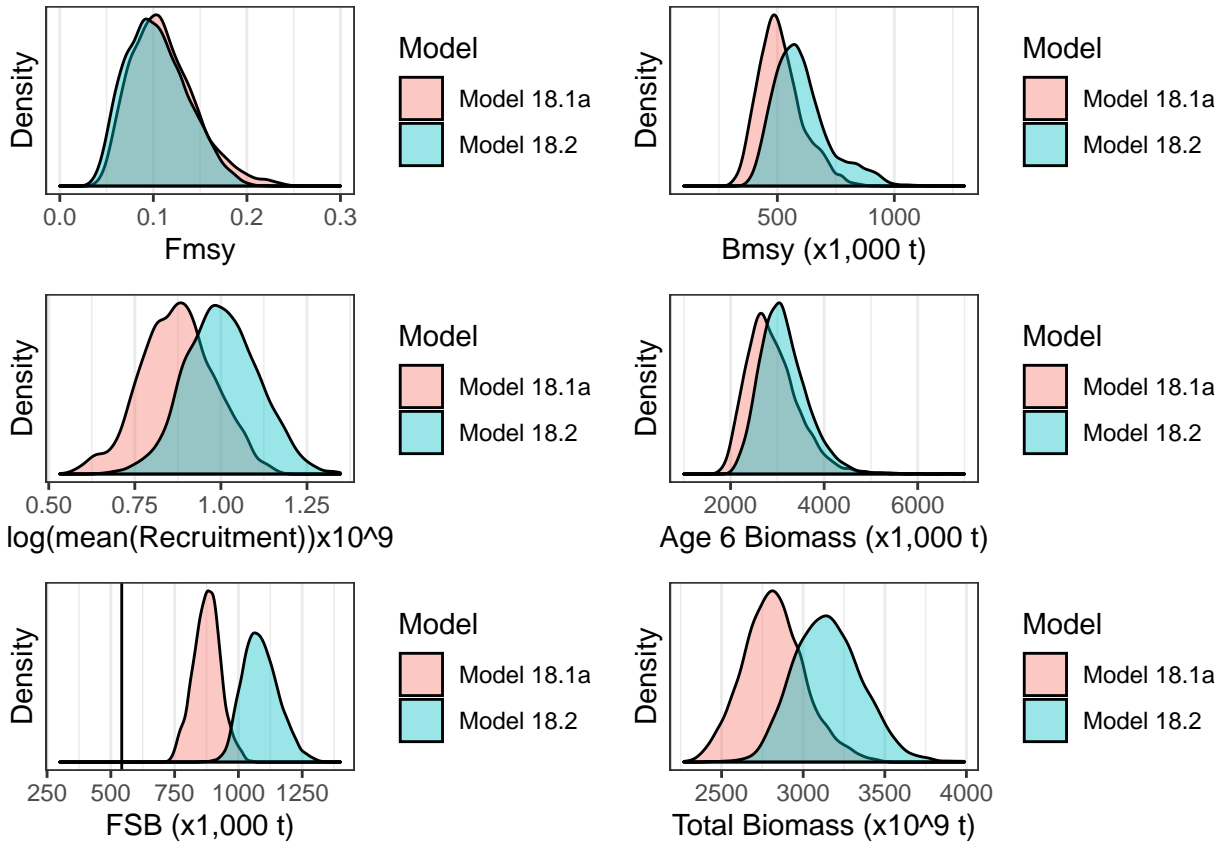 Density
0.0 0.1 0.2 0.3
Fmsy
Model
Model 18.1a
Model 18.2
Density
500 1000
Bmsy (x1,000 t)
Model
Model 18.1a
Model 18.2
Density
0.50 0.75 1.00 1.25
log(mean(Recruitment))x10^9
Model
Model 18.1a
Model 18.2
Density
2000 4000 6000
Age 6 Biomass (x1,000 t)
Model
Model 18.1a
Model 18.2
Density
250 500 750 1000 1250
FSB (x1,000 t)
Model
Model 18.1a
Model 18.2
Density
2500 3000 3500 4000
Total Biomass (x10^9 t)
Model
Model 18.1a
Model 18.2